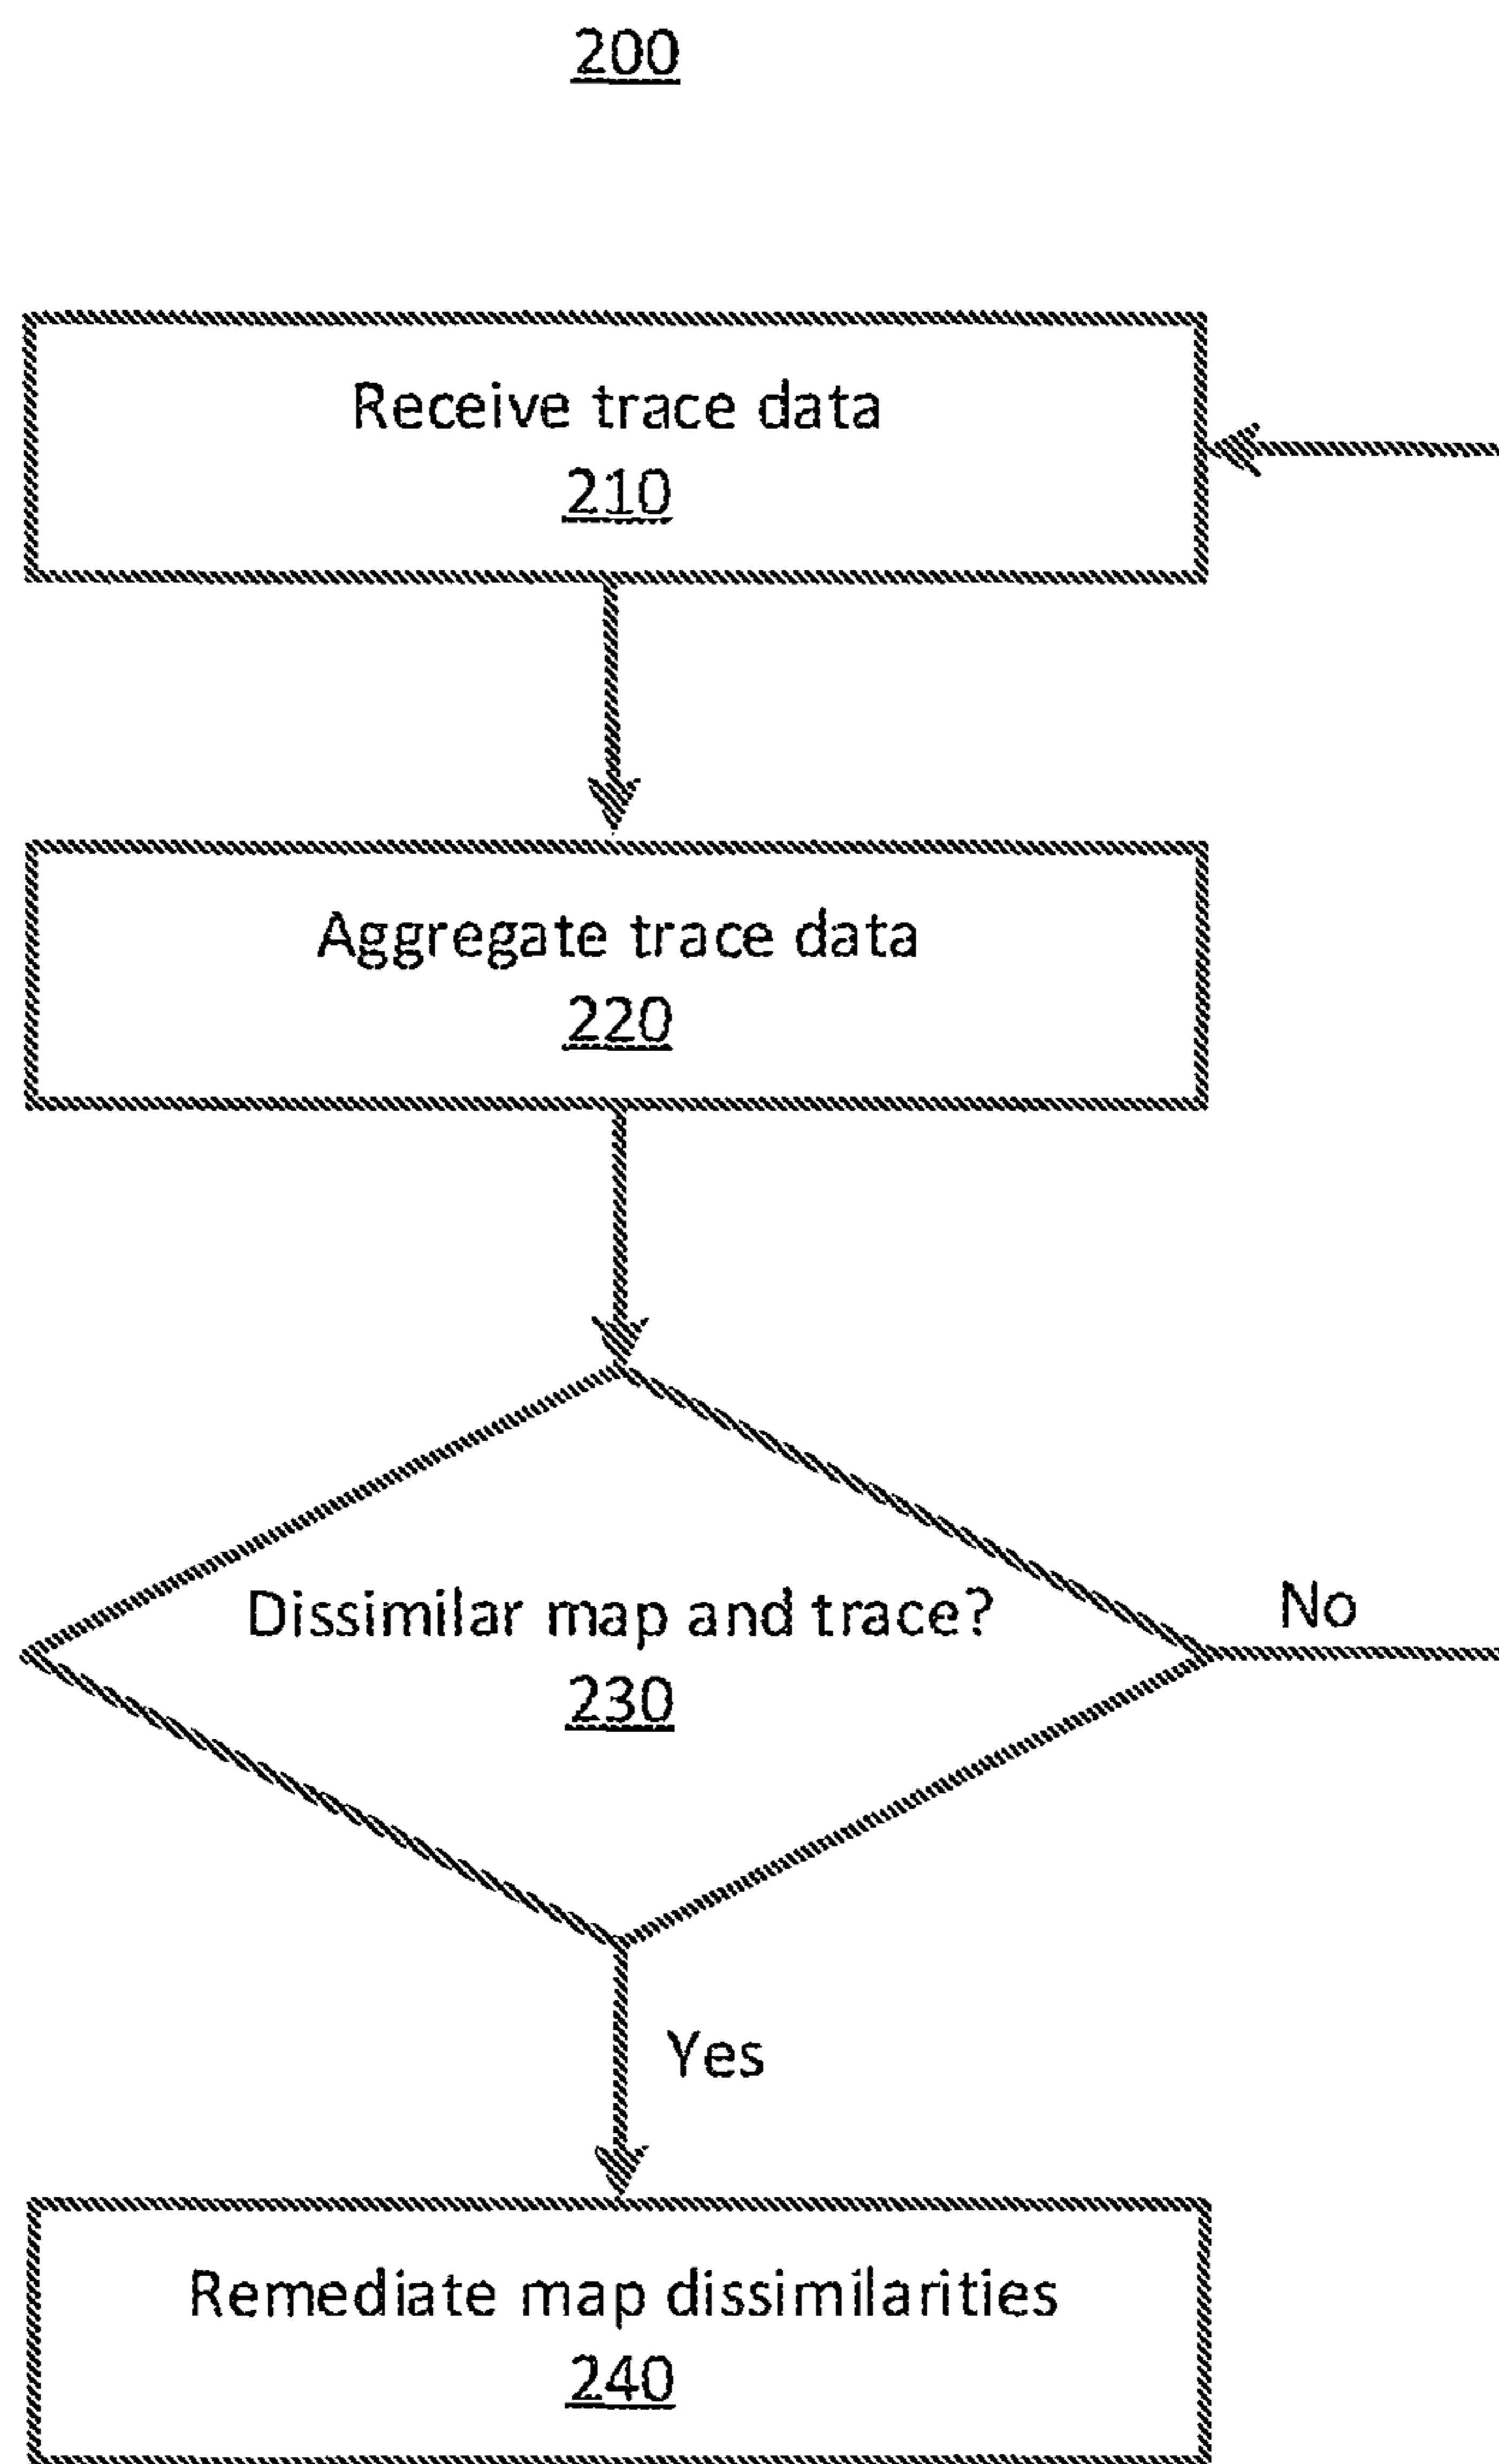 200
Receive trace data
210
Aggregate trace data
220
Dissimilar map and trace?
230
No
Yes
Remediate map dissimilarities
240